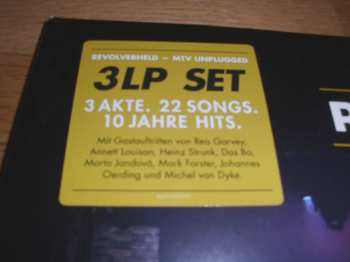 REVOLVERHELD – MTV UNPLUGGED
3LP SET
3 AKTE. 22 SONGS.
10 JAHRE HITS.
Mit Gastauftritten von Rea Garvey,
Annett Louisan, Heinz Strunk, Das Bo,
Marta Jandová, Mark Forster, Johannes
Oerding und Michel van Dyke.